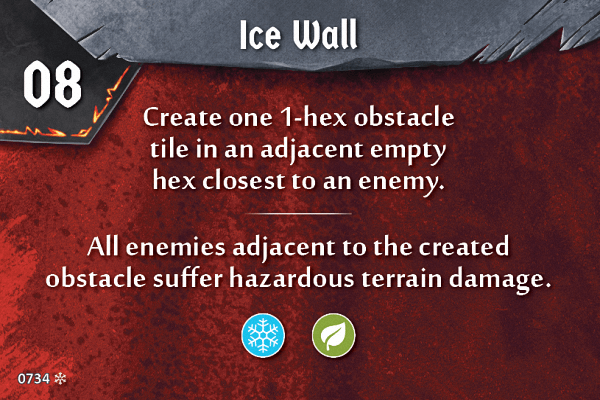 Ice Wall
08
Create one 1-hex obstacle
tile in an adjacent empty
hex closest to an enemy.
All enemies adjacent to the created
obstacle suffer hazardous terrain damage.
0734